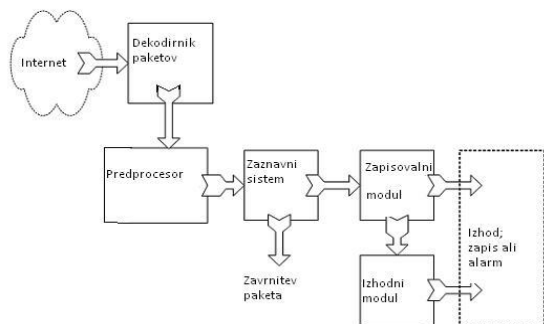 Internet
Dekodirnik
paketov
Predprocesor
Zaznavni
sistem
Zapisovalni
modul
Zavrnitev
paketa
Izhodni
modul
Izhod;
zapis ali
alarm